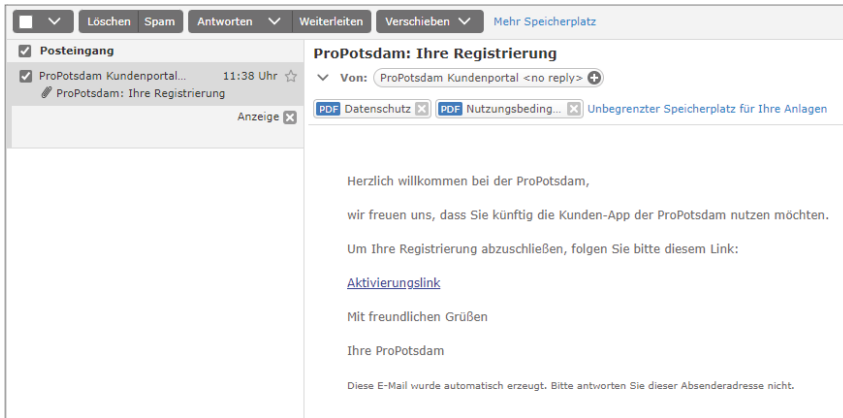 Löschen Spam Antworten Weiterleiten Verschieben Mehr Speicherplatz
Posteingang
ProPotsdam Kundenportal... 11:38 Uhr
ProPotsdam: Ihre Registrierung
Anzeige
ProPotsdam: Ihre Registrierung
Von: ProPotsdam Kundenportal <no reply>
PDF Datenschutz PDF Nutzungsbeding... Unbegrenzter Speicherplatz für Ihre Anlagen
Herzlich willkommen bei der ProPotsdam,
wir freuen uns, dass Sie künftig die Kunden-App der ProPotsdam nutzen möchten.
Um Ihre Registrierung abzuschließen, folgen Sie bitte diesem Link:
Aktivierungslink
Mit freundlichen Grüßen
Ihre ProPotsdam
Diese E-Mail wurde automatisch erzeugt. Bitte antworten Sie dieser Absenderadresse nicht.